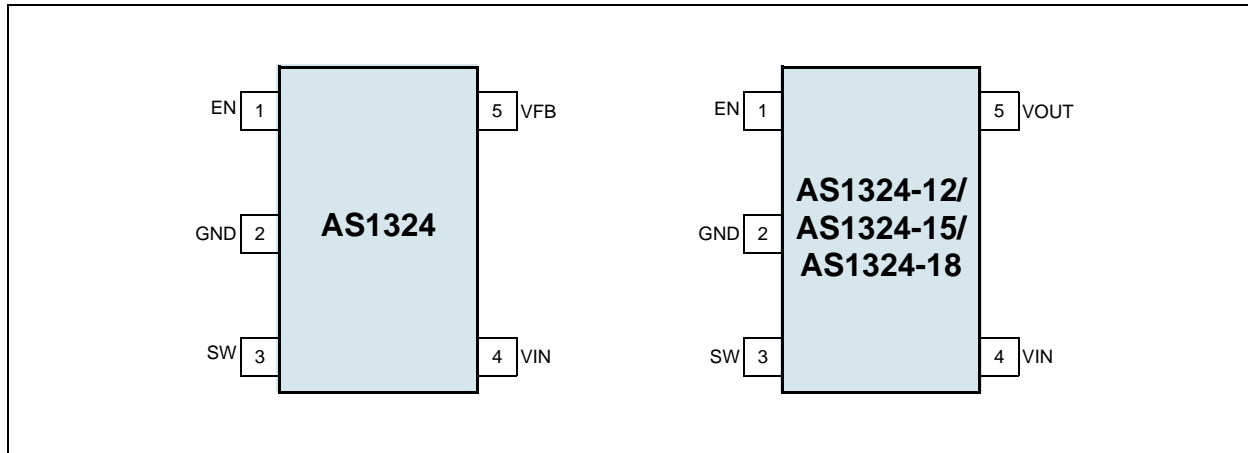 EN 1
5 VFB
GND 2
AS1324
SW 3
4 VIN
EN 1
5 VOUT
GND 2
AS1324-12/
AS1324-15/
AS1324-18
SW 3
4 VIN